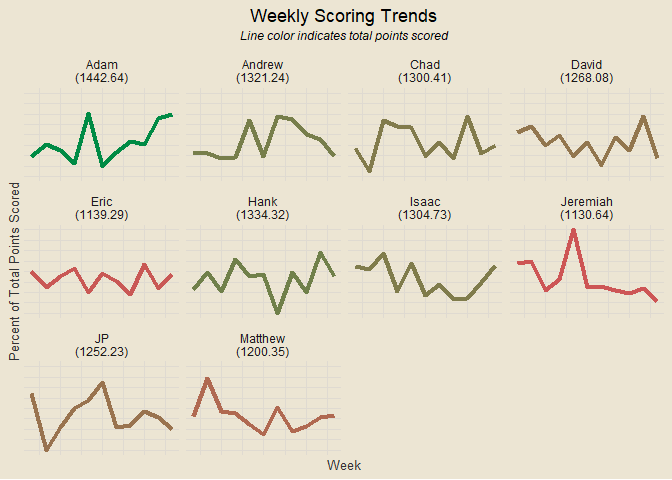 Weekly Scoring Trends
Line color indicates total points scored
Adam
(1442.64)
Andrew
(1321.24)
Chad
(1300.41)
David
(1268.08)
Eric
(1139.29)
Hank
(1334.32)
Isaac
(1304.73)
Jeremiah
(1130.64)
JP
(1252.23)
Matthew
(1200.35)
Percent of Total Points Scored
Week